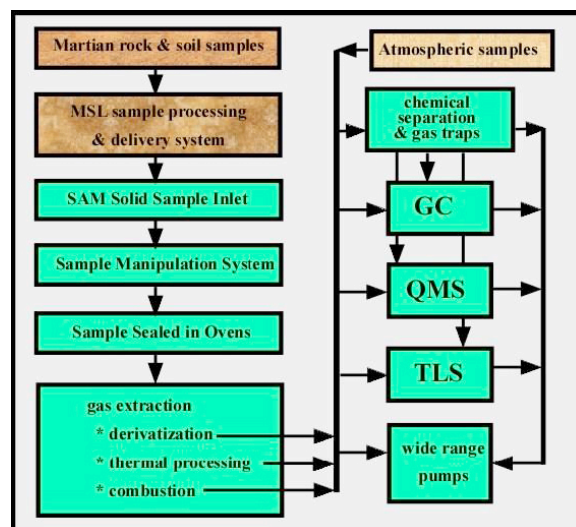 Martian rock & soil samples
MSL sample processing
& delivery system
SAM Solid Sample Inlet
Sample Manipulation System
Sample Sealed in Ovens
gas extraction
* derivatization
* thermal processing
* combustion
Atmospheric samples
chemical
separation
& gas traps
GC
QMS
TLS
wide range
pumps